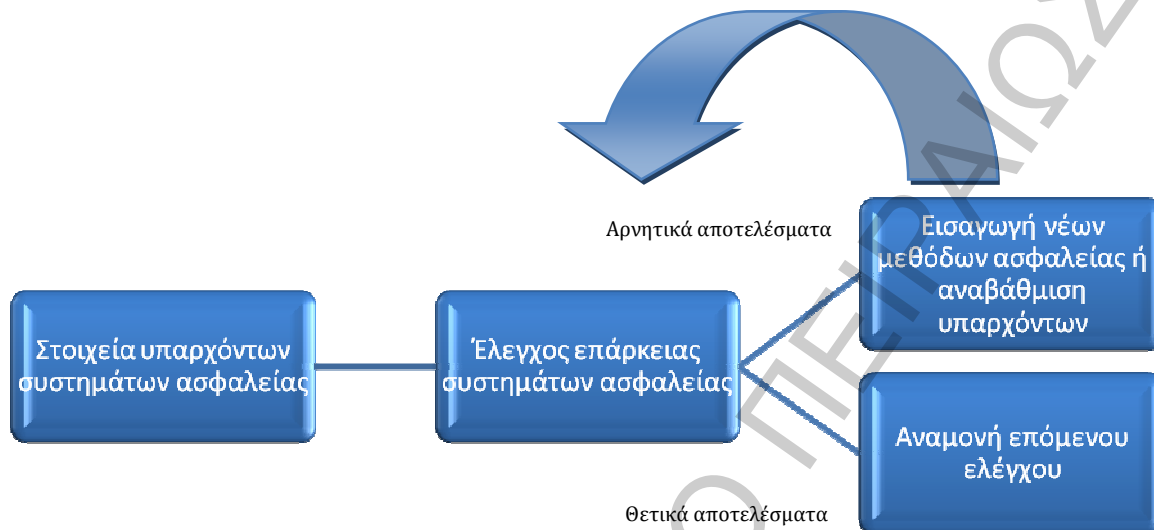 Αρνητικά αποτελέσματα
Εισαγωγή νέων
μεθόδων ασφαλείας ή
αναβάθμιση
υπαρχόντων
Στοιχεία υπαρχόντων
συστημάτων ασφαλείας
Έλεγχος επάρκειας
συστημάτων ασφαλείας
Αναμονή επόμενου
ελέγχου
Θετικά αποτελέσματα
Ο ΠΕΙΡΑΙΩΣ